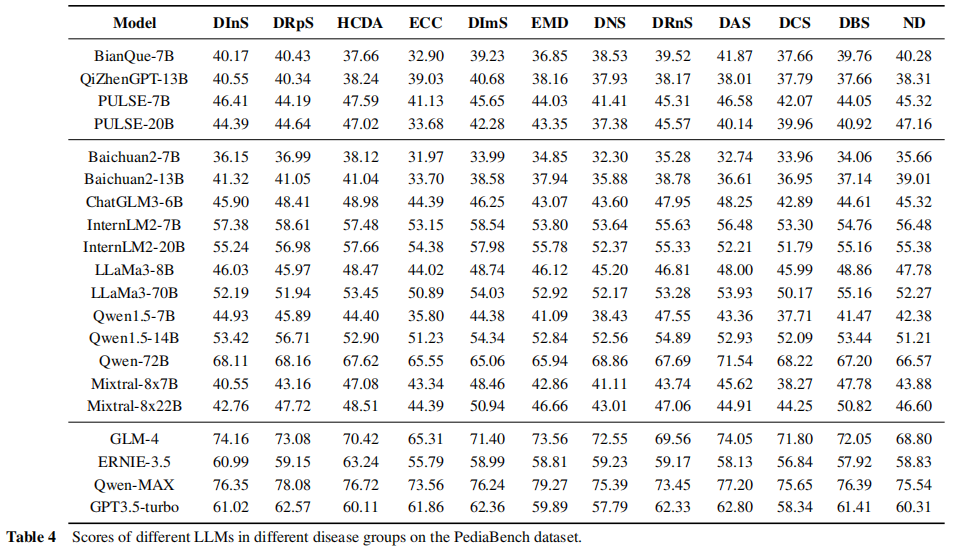 Model DInS DRpS HCDA ECC DImS EMD DNS DRnS DAS DCS DBS ND
BianQue-7B 40.17 40.43 37.66 32.90 39.23 36.85 38.53 39.52 41.87 37.66 39.76 40.28
QiZhenGPT-13B 40.55 40.34 38.24 39.03 40.68 38.16 37.93 38.17 38.01 37.79 37.66 38.31
PULSE-7B 46.41 44.19 47.59 41.13 45.65 44.03 41.41 45.31 46.58 42.07 44.05 45.32
PULSE-20B 44.39 44.64 47.02 33.68 42.28 43.35 37.38 45.57 40.14 39.96 40.92 47.16
Baichuan2-7B 36.15 36.99 38.12 31.97 33.99 34.85 32.30 35.28 32.74 33.96 34.06 35.66
Baichuan2-13B 41.32 41.05 41.04 33.70 38.58 37.94 35.88 38.78 36.61 36.95 37.14 39.01
ChatGLM3-6B 45.90 48.41 48.98 44.39 46.25 43.07 43.60 47.95 48.25 42.89 44.61 45.32
InternLM2-7B 57.38 58.61 57.48 53.15 58.54 53.80 53.64 55.63 56.48 53.30 54.76 56.48
InternLM2-20B 55.24 56.98 57.66 54.38 57.98 55.78 52.37 55.33 52.21 51.79 55.16 55.38
LLaMa3-8B 46.03 45.97 48.47 44.02 48.74 46.12 45.20 46.81 48.00 45.99 48.86 47.78
LLaMa3-70B 52.19 51.94 53.45 50.89 54.03 52.92 52.17 53.28 53.93 50.17 55.16 52.27
Qwen1.5-7B 44.93 45.89 44.40 35.80 44.38 41.09 38.43 47.55 43.36 37.71 41.47 42.38
Qwen1.5-14B 53.42 56.71 52.90 51.23 54.34 52.84 52.56 54.89 52.93 52.09 54.44 51.21
Qwen-72B 68.11 68.16 67.62 65.55 65.06 65.94 68.86 67.69 71.54 68.22 67.20 66.57
Mixtral-8x7B 40.55 43.16 47.08 43.34 48.46 42.86 41.11 43.74 45.62 38.27 47.78 43.88
Mixtral-8x22B 42.76 47.72 48.51 44.39 50.94 46.66 43.01 47.06 44.91 44.25 50.82 46.60
GLM-4 74.16 73.08 70.42 65.31 71.40 73.56 72.55 69.56 74.05 71.80 72.05 68.80
ERNIE-3.5 60.99 59.15 63.24 55.79 58.99 58.81 59.23 59.17 58.13 56.84 57.92 58.83
Qwen-MAX 76.35 78.08 76.72 73.56 76.24 79.27 75.39 73.45 77.20 75.65 76.39 75.54
GPT3.5-turbo 61.02 62.57 60.11 61.86 62.36 59.89 57.79 62.33 62.80 58.34 61.41 60.31
Table 4 Scores of different LLMs in different disease groups on the PediaBench dataset.